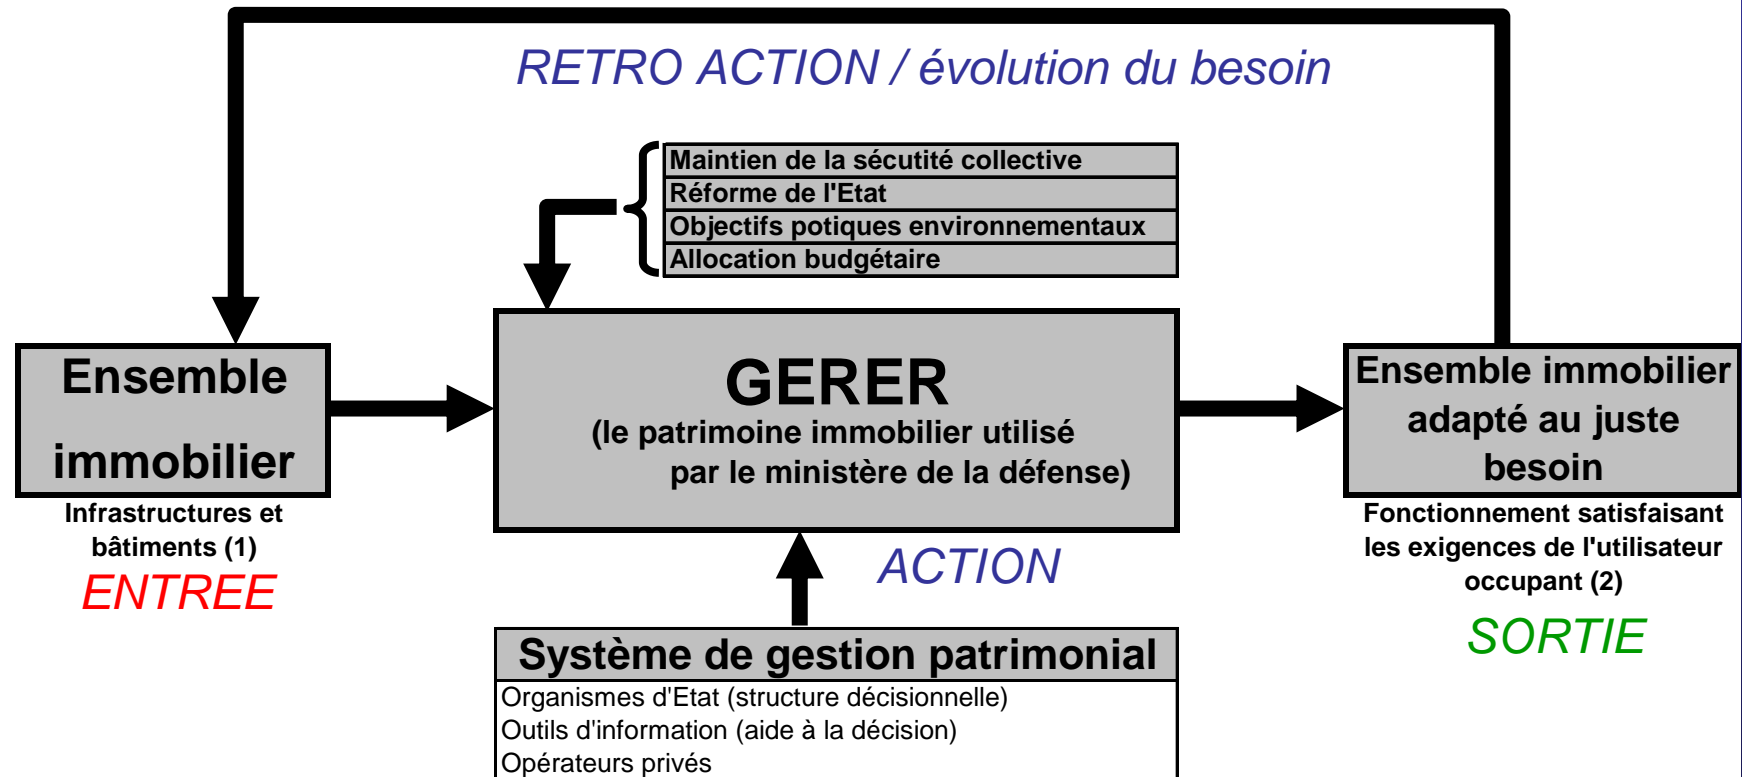 RETRO ACTION / évolution du besoin
Maintien de la sécutité collective
Réforme de l'Etat
Objectifs potiques environnementaux
Allocation budgétaire
Ensemble
immobilier
Infrastructures et
bâtiments (1)
ENTREE
GERER
(le patrimoine immobilier utilisé
par le ministère de la défense)
ACTION
Ensemble immobilier
adapté au juste
besoin
Fonctionnement satisfaisant
les exigences de l'utilisateur
occupant (2)
SORTIE
Système de gestion patrimonial
Organismes d'Etat (structure décisionnelle)
Outils d'information (aide à la décision)
Opérateurs privés